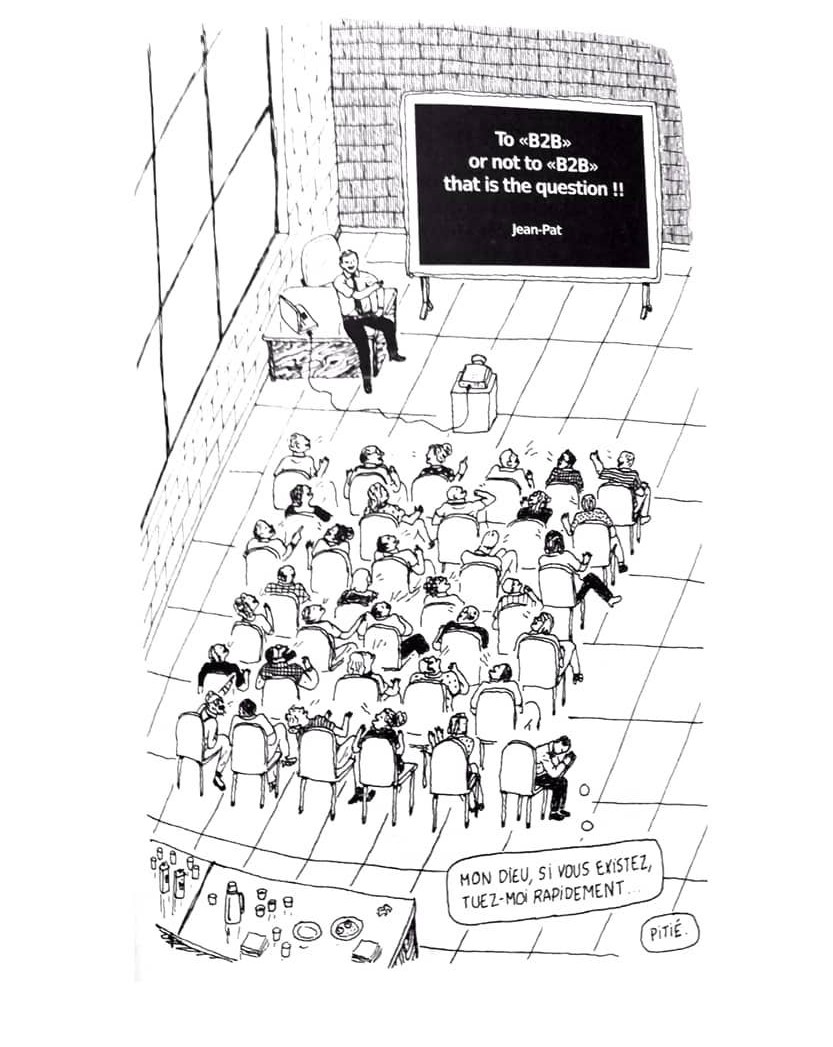 To «B2B»
or not to «B2B»
that is the question !!
Jean-Pat
MON DIEU, SI VOUS EXISTEZ,
TUEZ-MOI RAPIDEMENT...
PITIÉ.